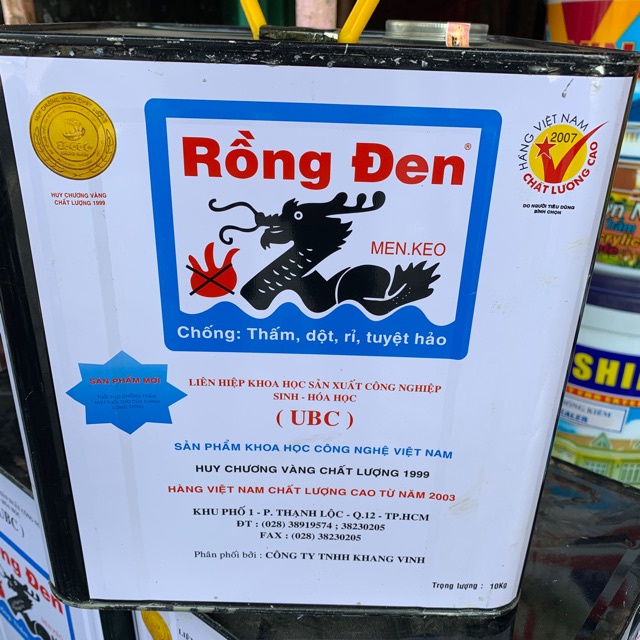 HUY CHƯƠNG VÀNG
CHẤT LƯỢNG 1999
Rồng Đen®
MEN.KEO
Chống: Thấm, dột, rỉ, tuyệt hảo
HÀNG VIỆT NAM
2007
CHẤT LƯỢNG CAO
DO NGƯỜI TIÊU DÙNG
BÌNH CHỌN
SẢN PHẨM MỚI
LIÊN HIỆP KHOA HỌC SẢN XUẤT CÔNG NGHIỆP
SINH - HÓA HỌC
( UBC )
SẢN PHẨM KHOA HỌC CÔNG NGHỆ VIỆT NAM
HUY CHƯƠNG VÀNG CHẤT LƯỢNG 1999
HÀNG VIỆT NAM CHẤT LƯỢNG CAO TỪ NĂM 2003
KHU PHỐ 1 - P. THẠNH LỘC - Q.12 - TP.HCM
ĐT : (028) 38919574 ; 38230205
FAX : (028) 38230205
Phân phối bởi : CÔNG TY TNHH KHANG VINH
Trọng lượng : 10Kg
UBC )
Rồng Đen
SHI